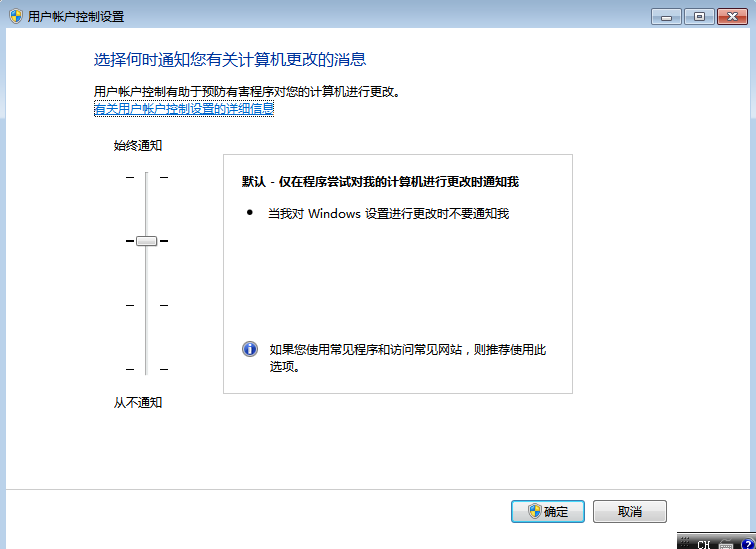 用户帐户控制设置
选择何时通知您有关计算机更改的消息
用户帐户控制有助于预防有害程序对您的计算机进行更改。
有关用户帐户控制设置的详细信息
始终通知
默认 - 仅在程序尝试对我的计算机进行更改时通知我
• 当我对 Windows 设置进行更改时不要通知我
如果您使用常见程序和访问常见网站，则推荐使用此
选项。
从不通知
确定
取消
CH
?